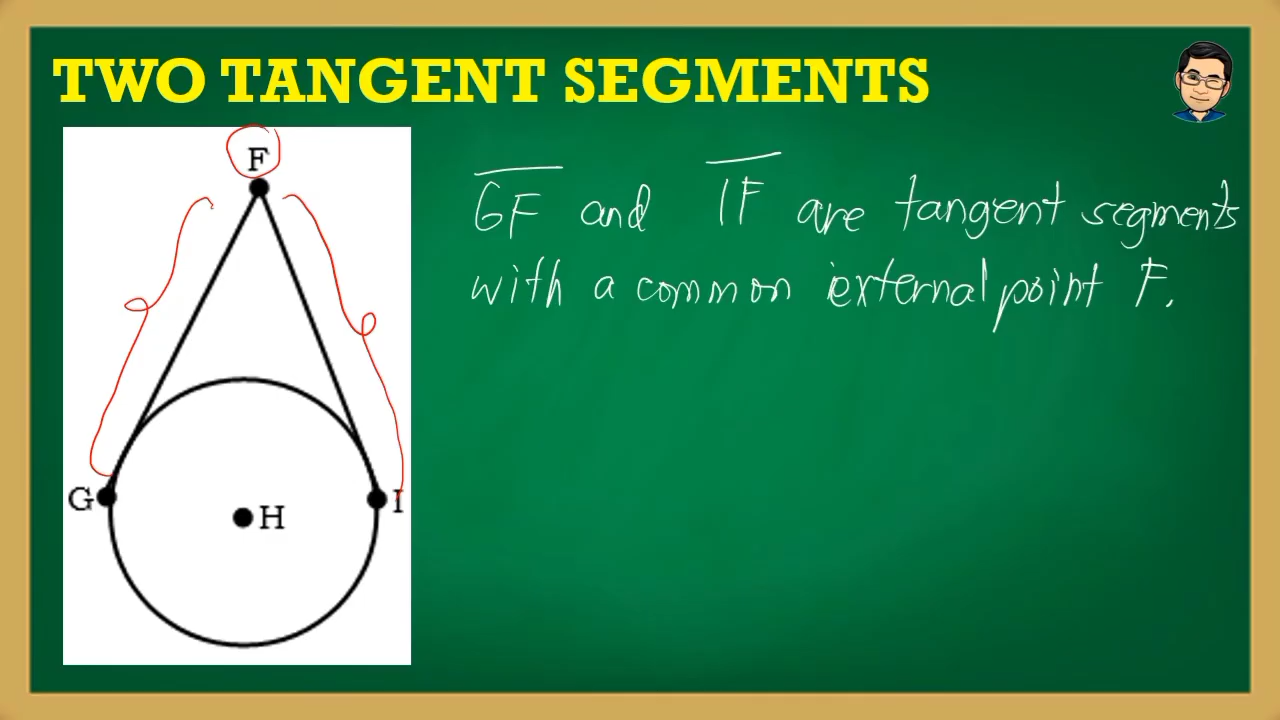 TWO TANGENT SEGMENTS
F
GF and IF are tangent segments
with a common external point F.
G
H
I